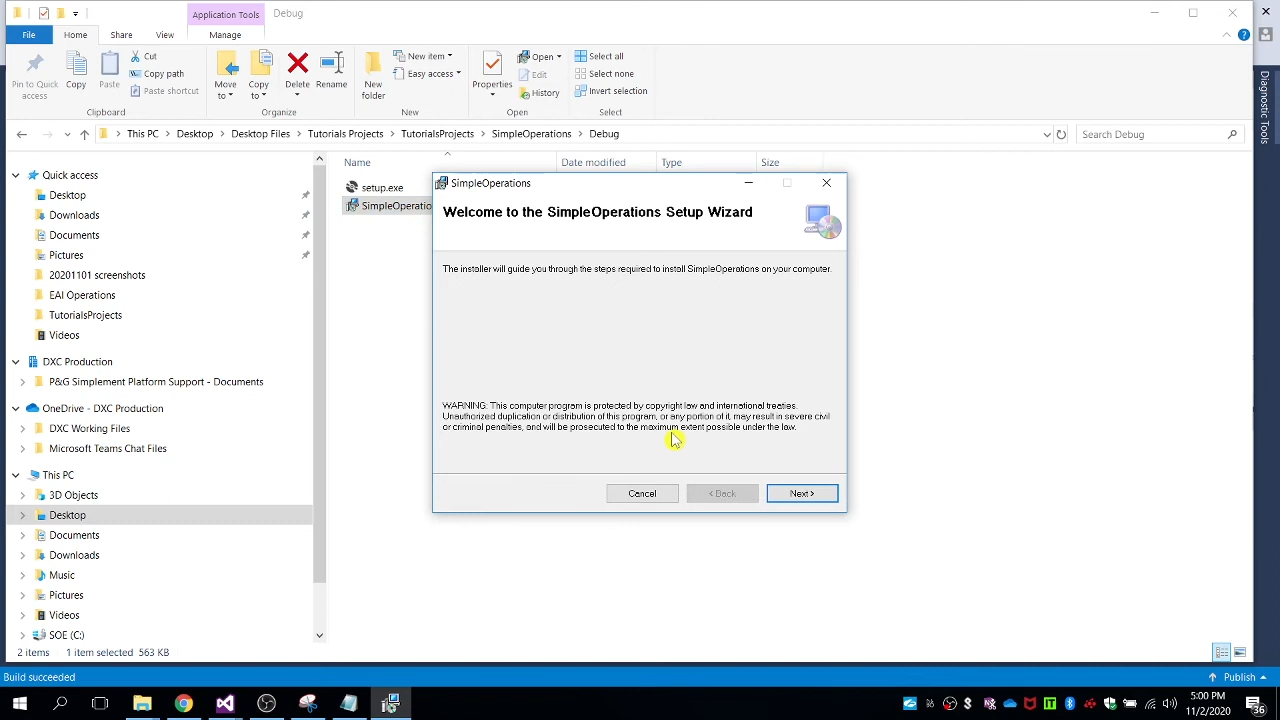 Application Tools
Debug
File
Home
Share
View
Manage
Pin to Quick access
Copy
Paste
Cut
Copy path
Paste shortcut
Clipboard
Move to
Copy to
Delete
Rename
Organize
New folder
New item
Easy access
New
Properties
Open
Edit
History
Open
Select all
Select none
Invert selection
Select
Diagnostic Tools
This PC > Desktop > Desktop Files > Tutorials Projects > TutorialsProjects > SimpleOperations > Debug
Search Debug
Name
Date modified
Type
Size
Quick access
Desktop
Downloads
Documents
Pictures
20201101 screenshots
EAI Operations
TutorialsProjects
Videos
DXC Production
P&G Simplement Platform Support - Documents
OneDrive - DXC Production
DXC Working Files
Microsoft Teams Chat Files
This PC
3D Objects
Desktop
Documents
Downloads
Music
Pictures
Videos
SOE (C:)
setup.exe
SimpleOperatio
SimpleOperations
Welcome to the SimpleOperations Setup Wizard
The installer will guide you through the steps required to install SimpleOperations on your computer.
WARNING: This computer program is protected by copyright law and international treaties.
Unauthorized duplication or distribution of this program, or any portion of it, may result in severe civil
or criminal penalties, and will be prosecuted to the maximum extent possible under the law.
Cancel
< Back
Next >
2 items
1 item selected 563 KB
Build succeeded
Publish
5:00 PM
11/2/2020
36